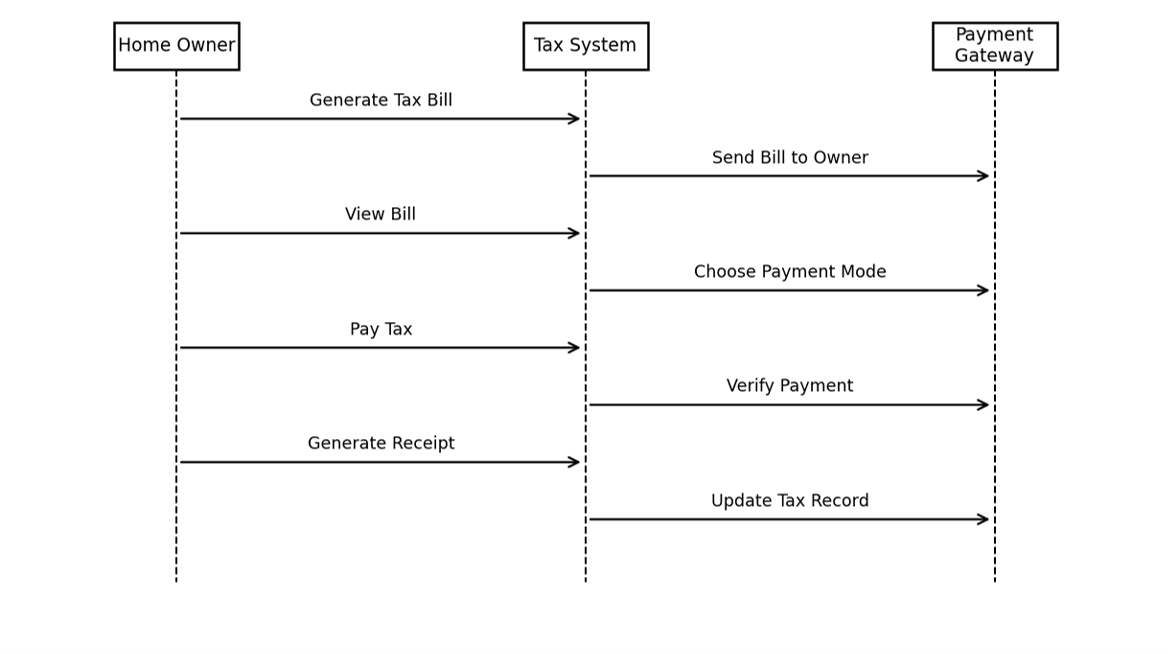 Home Owner
Tax System
Payment
Gateway
Generate Tax Bill
Send Bill to Owner
View Bill
Choose Payment Mode
Pay Tax
Verify Payment
Generate Receipt
Update Tax Record